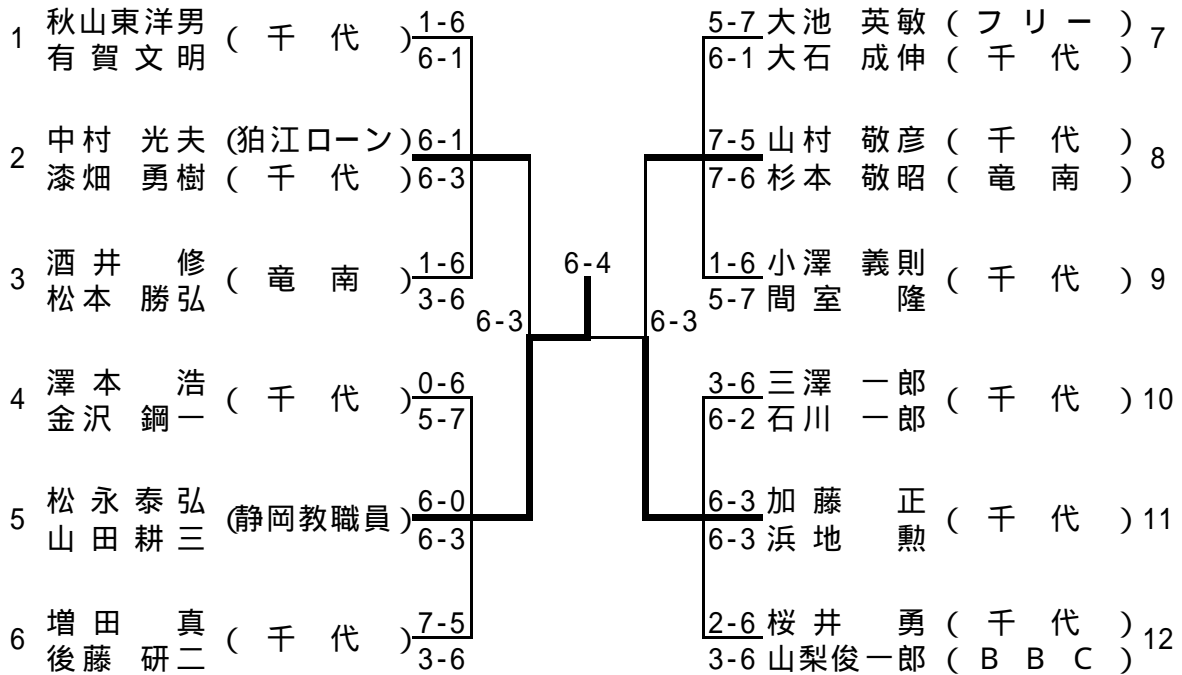 1 秋山東洋男 有賀文明 (千代) 1-6 6-1
2 中村 光夫 (狛江ローン) 6-1
漆畑 勇樹 (千代) 6-3
3 酒井 修 松本 勝弘 (竜南) 1-6 3-6
6-3
4 澤本 浩 金沢 鋼一 (千代) 0-6 5-7
5 松永泰弘 山田耕三 (静岡教職員) 6-0 6-3
6 増田 真 後藤 研二 (千代) 7-5 3-6
6-4
5-7 大池 英敏 (フリー) 7
6-1 大石 成伸 (千代)
7-5 山村 敬彦 (千代) 8
7-6 杉本 敬昭 (竜南)
1-6 小澤 義則 (千代) 9
5-7 間室 隆
6-3
3-6 三澤 一郎 (千代) 10
6-2 石川 一郎
6-3 加藤 正 (千代) 11
6-3 浜地 勲
2-6 桜井 勇 (千代) 12
3-6 山梨俊一郎 (BBC)